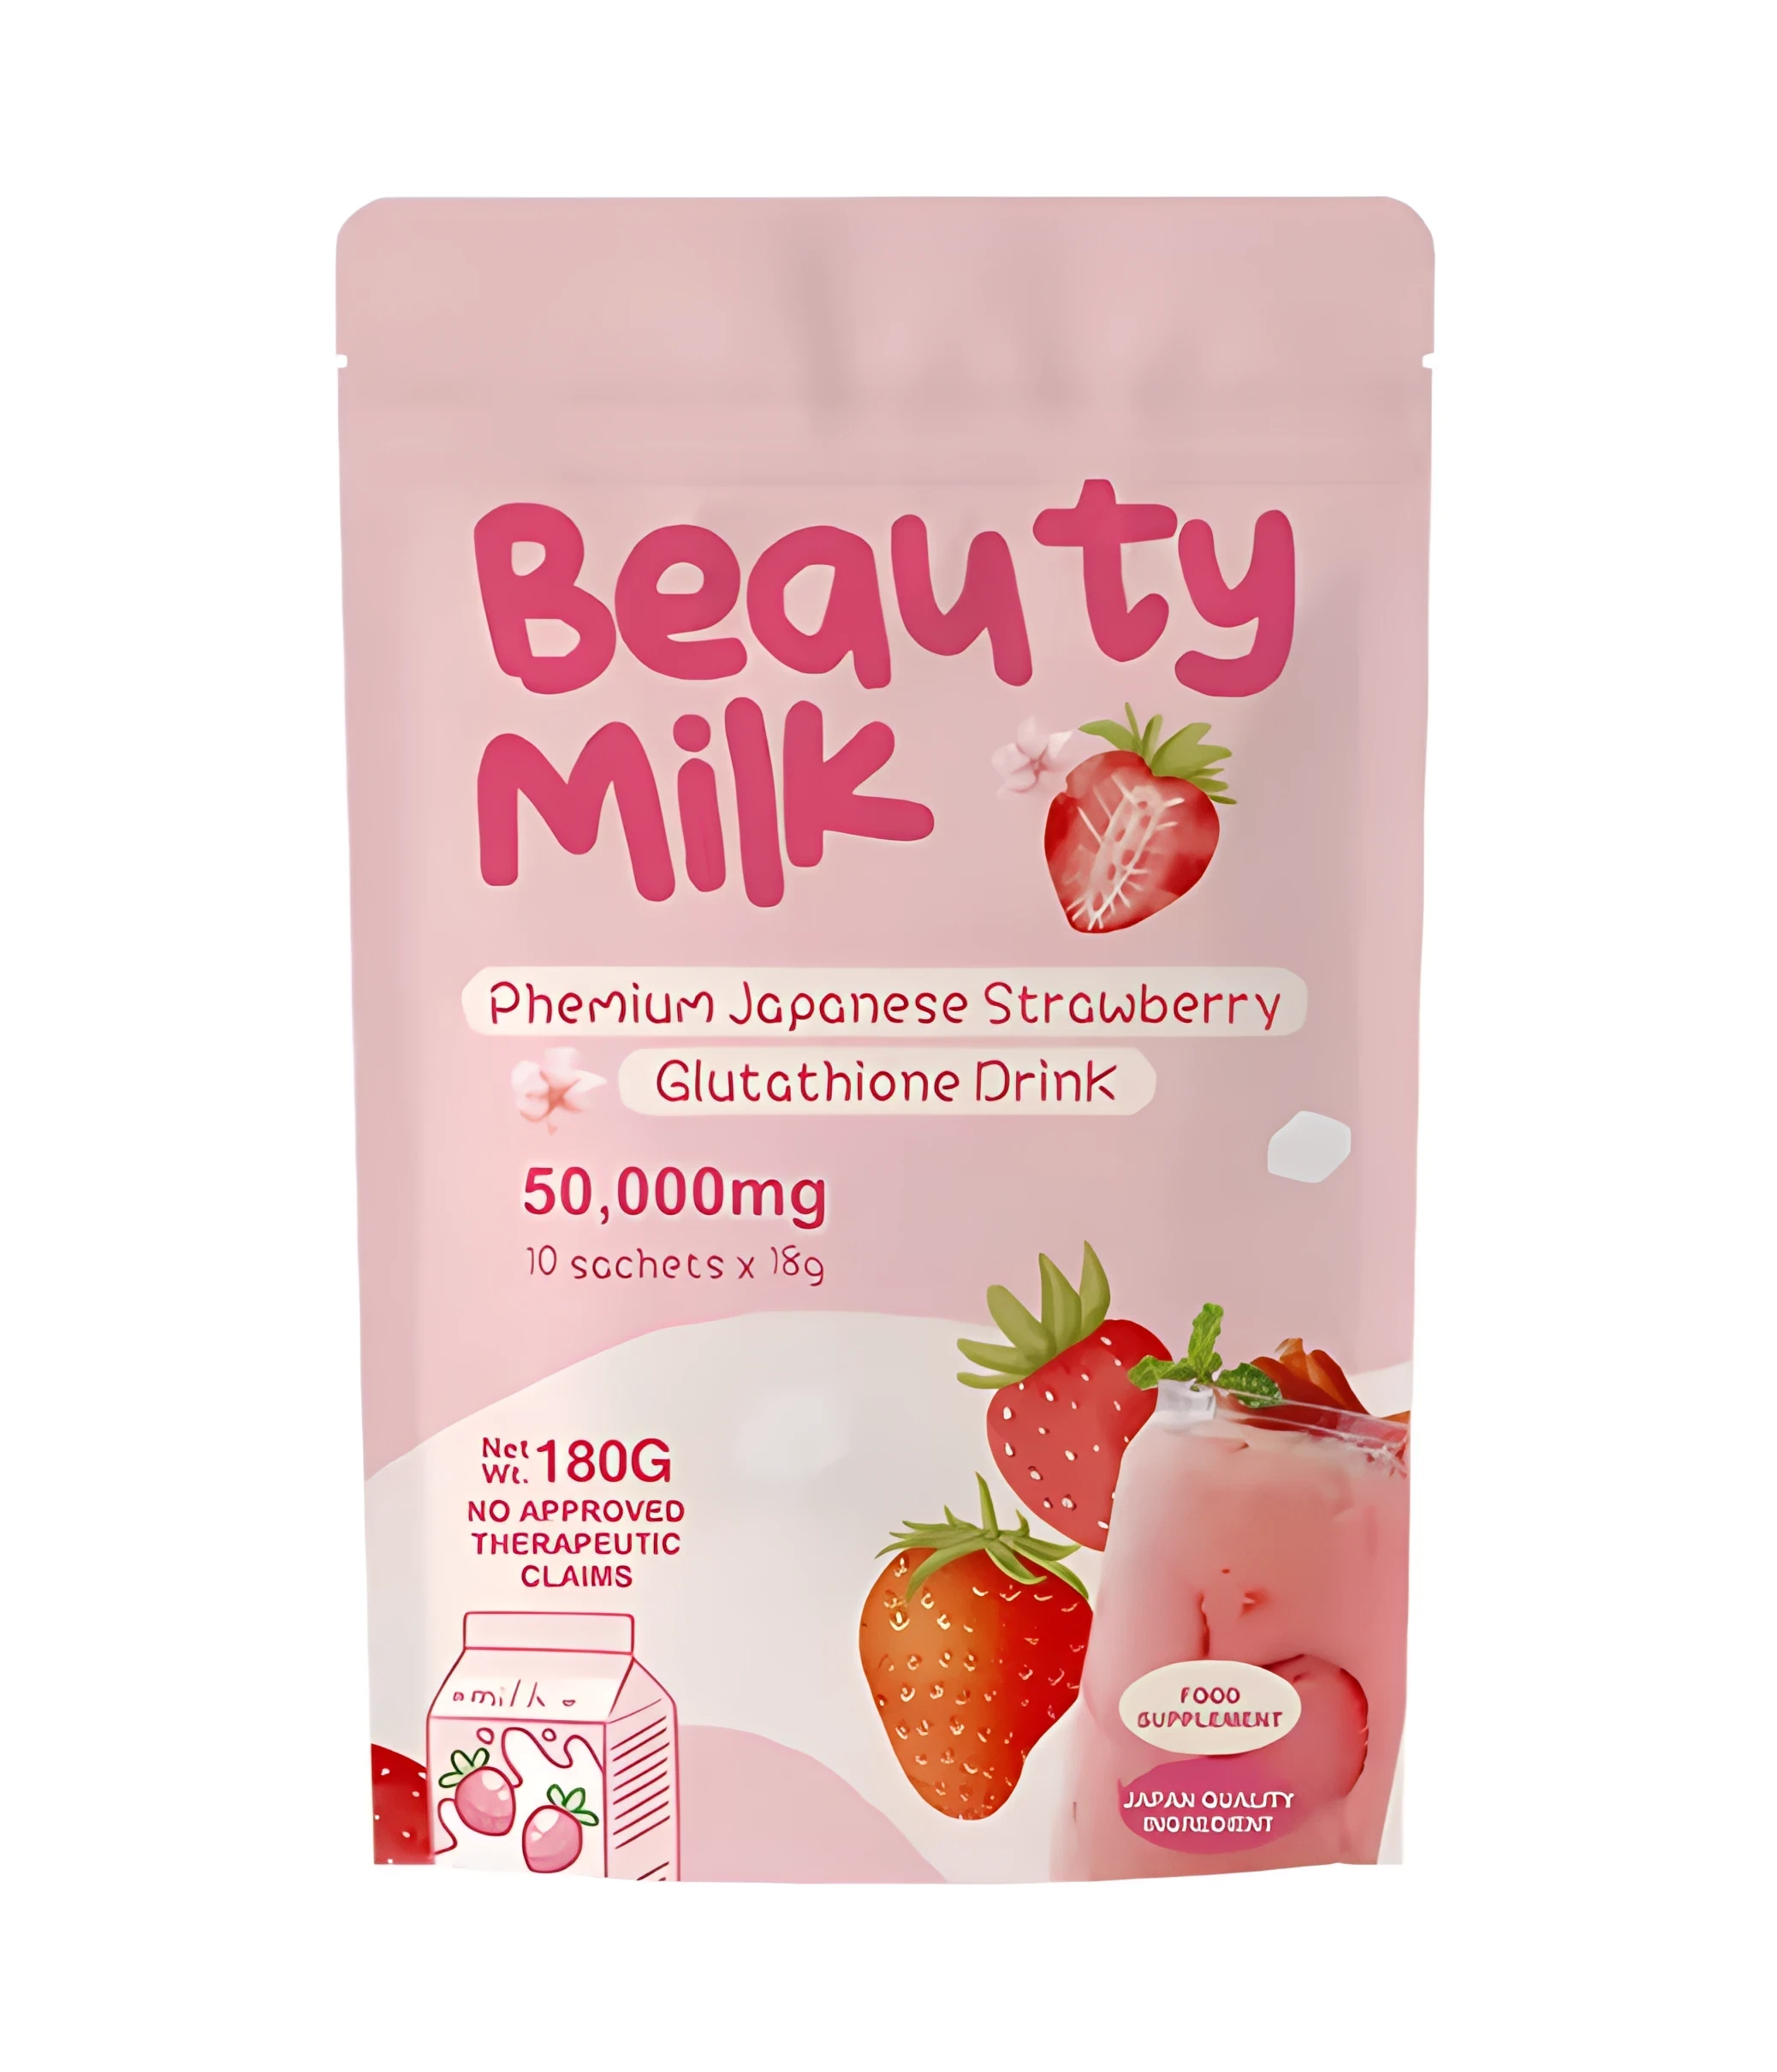 Beauty
Milk
Phemium Japanese Strawberry
Glutathione Drink
50,000mg
10 sachets x 18g
Net
Wt. 180G
NO APPROVED
THERAPEUTIC
CLAIMS
milk
FOOD
SUPPLEMENT
JAPAN QUALITY